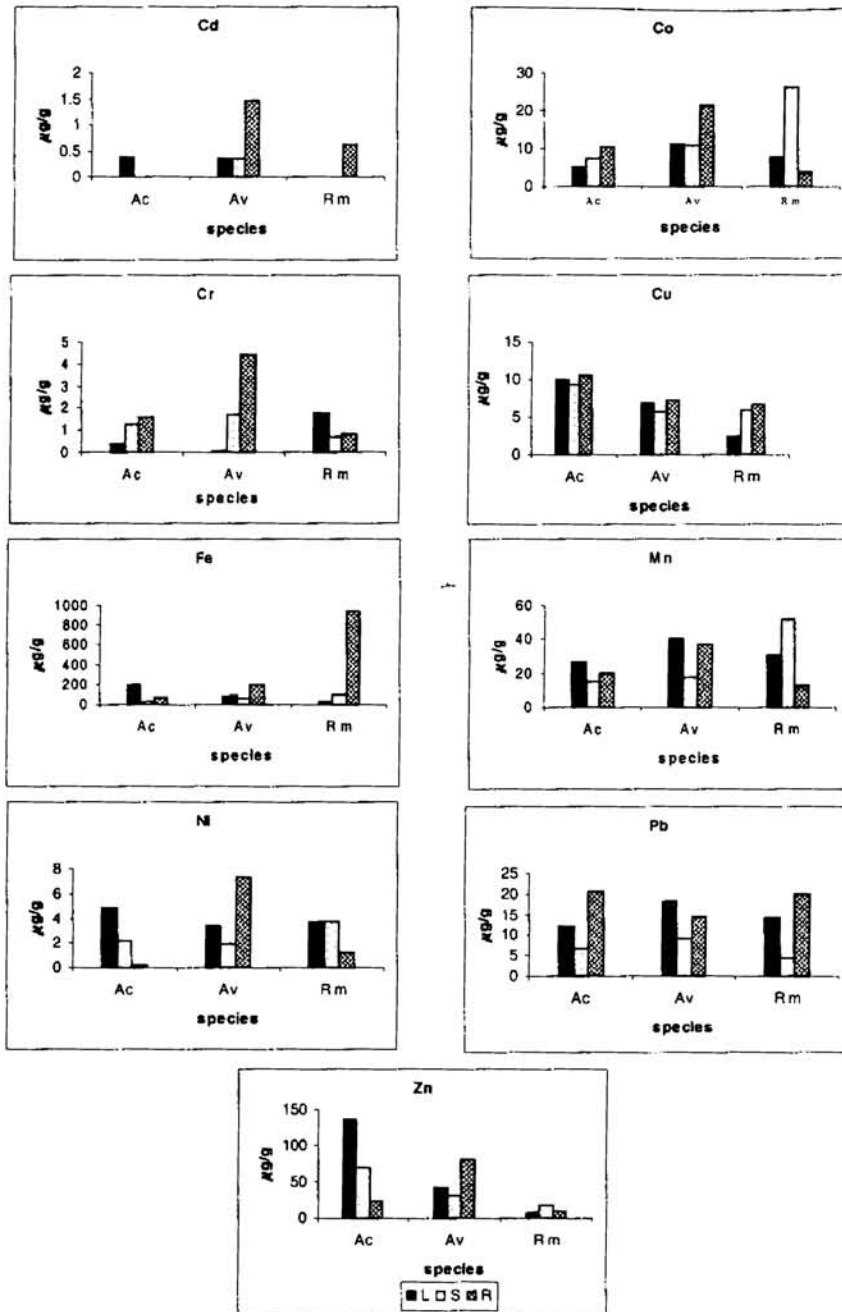 Cd
2
1.5
1
0.5
0
µg/g
Ac Av Rm
species
Co
30
20
10
0
µg/g
Ac Av Rm
species
Cr
5
4
3
2
1
0
µg/g
Ac Av Rm
species
Cu
15
10
5
0
µg/g
Ac Av Rm
species
Fe
1000
800
600
400
200
0
µg/g
Ac Av Rm
species
Mn
60
40
20
0
µg/g
Ac Av Rm
species
Ni
8
6
4
2
0
µg/g
Ac Av Rm
species
Pb
25
20
15
10
5
0
µg/g
Ac Av Rm
species
Zn
150
100
50
0
µg/g
Ac Av Rm
species
L S R